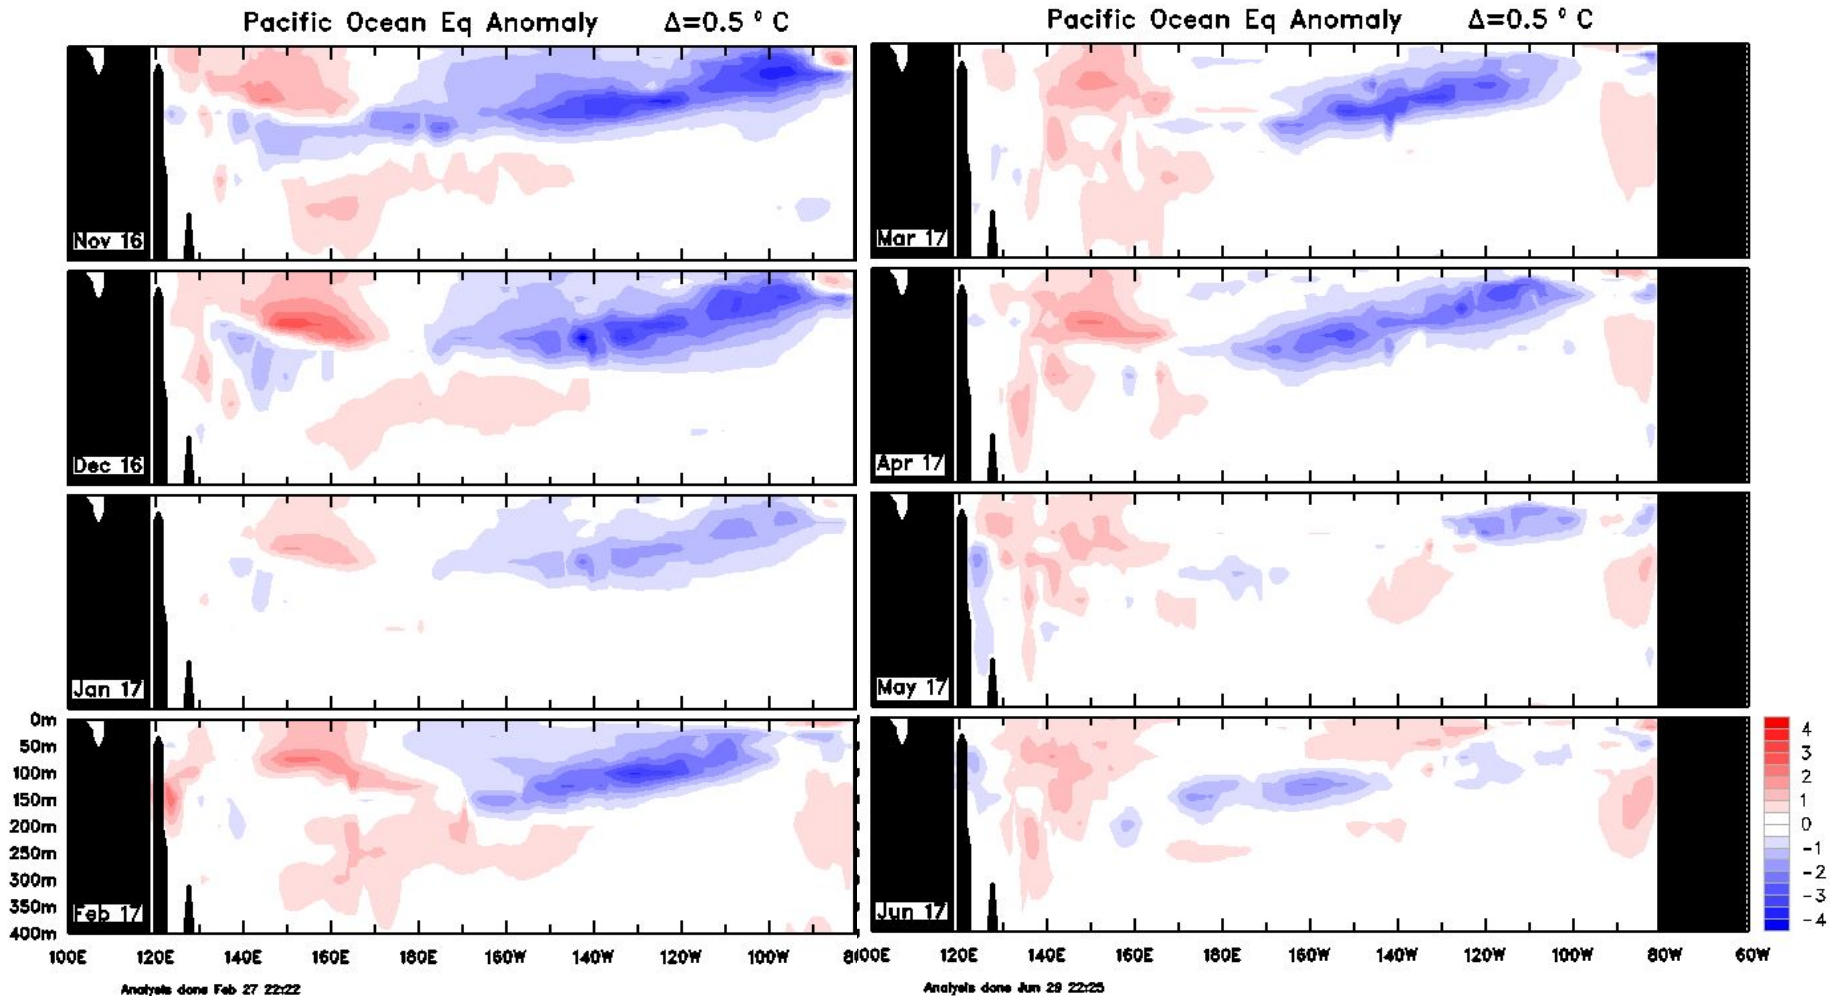 Pacific Ocean Eq Anomaly Δ=0.5 ° C
Pacific Ocean Eq Anomaly Δ=0.5 ° C
Nov 16
Mar 17
Dec 16
Apr 17
Jan 17
May 17
0m
50m
100m
150m
200m
250m
300m
350m
400m
Feb 17
Jun 17
4
3
2
1
0
-1
-2
-3
-4
100E 120E 140E 160E 180E 160W 140W 120W 100W 80
100E 120E 140E 160E 180E 160W 140W 120W 100W 80W 60W
Analysis done Feb 27 22:22
Analysis done Jun 29 22:25